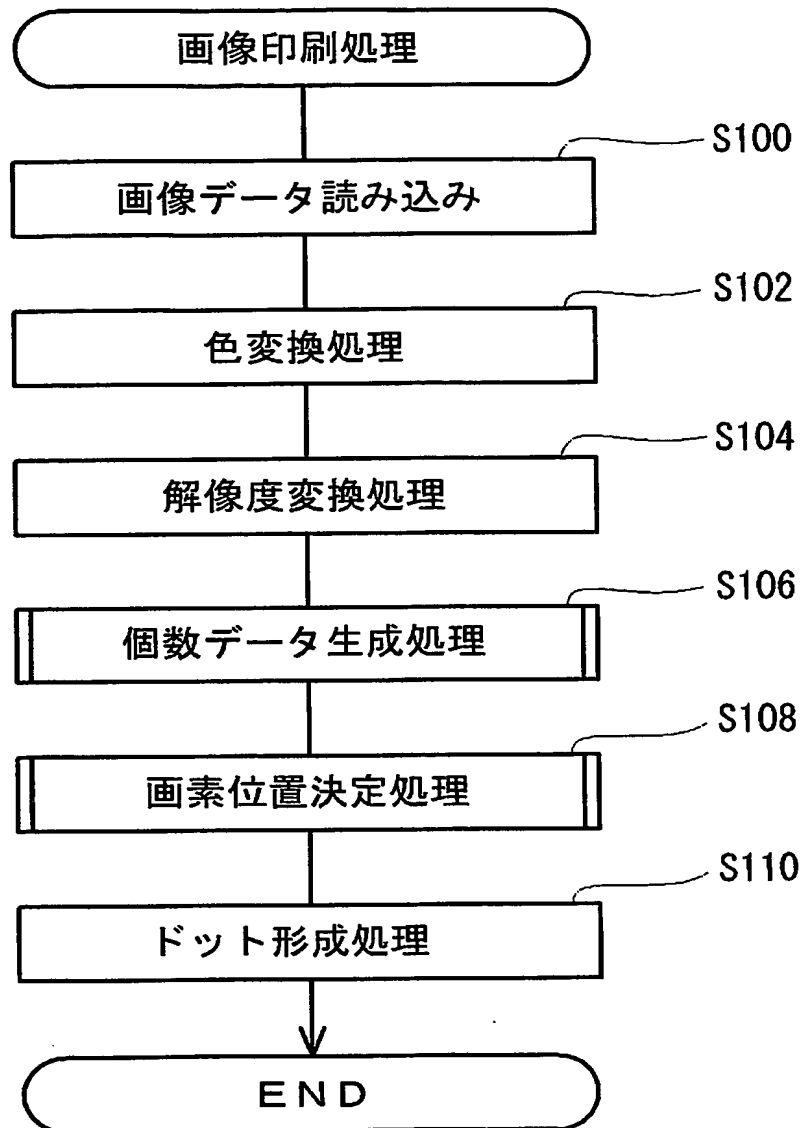 画像印刷処理
S100
画像データ読み込み
S102
色変換処理
S104
解像度変換処理
S106
個数データ生成処理
S108
画素位置決定処理
S110
ドット形成処理
END